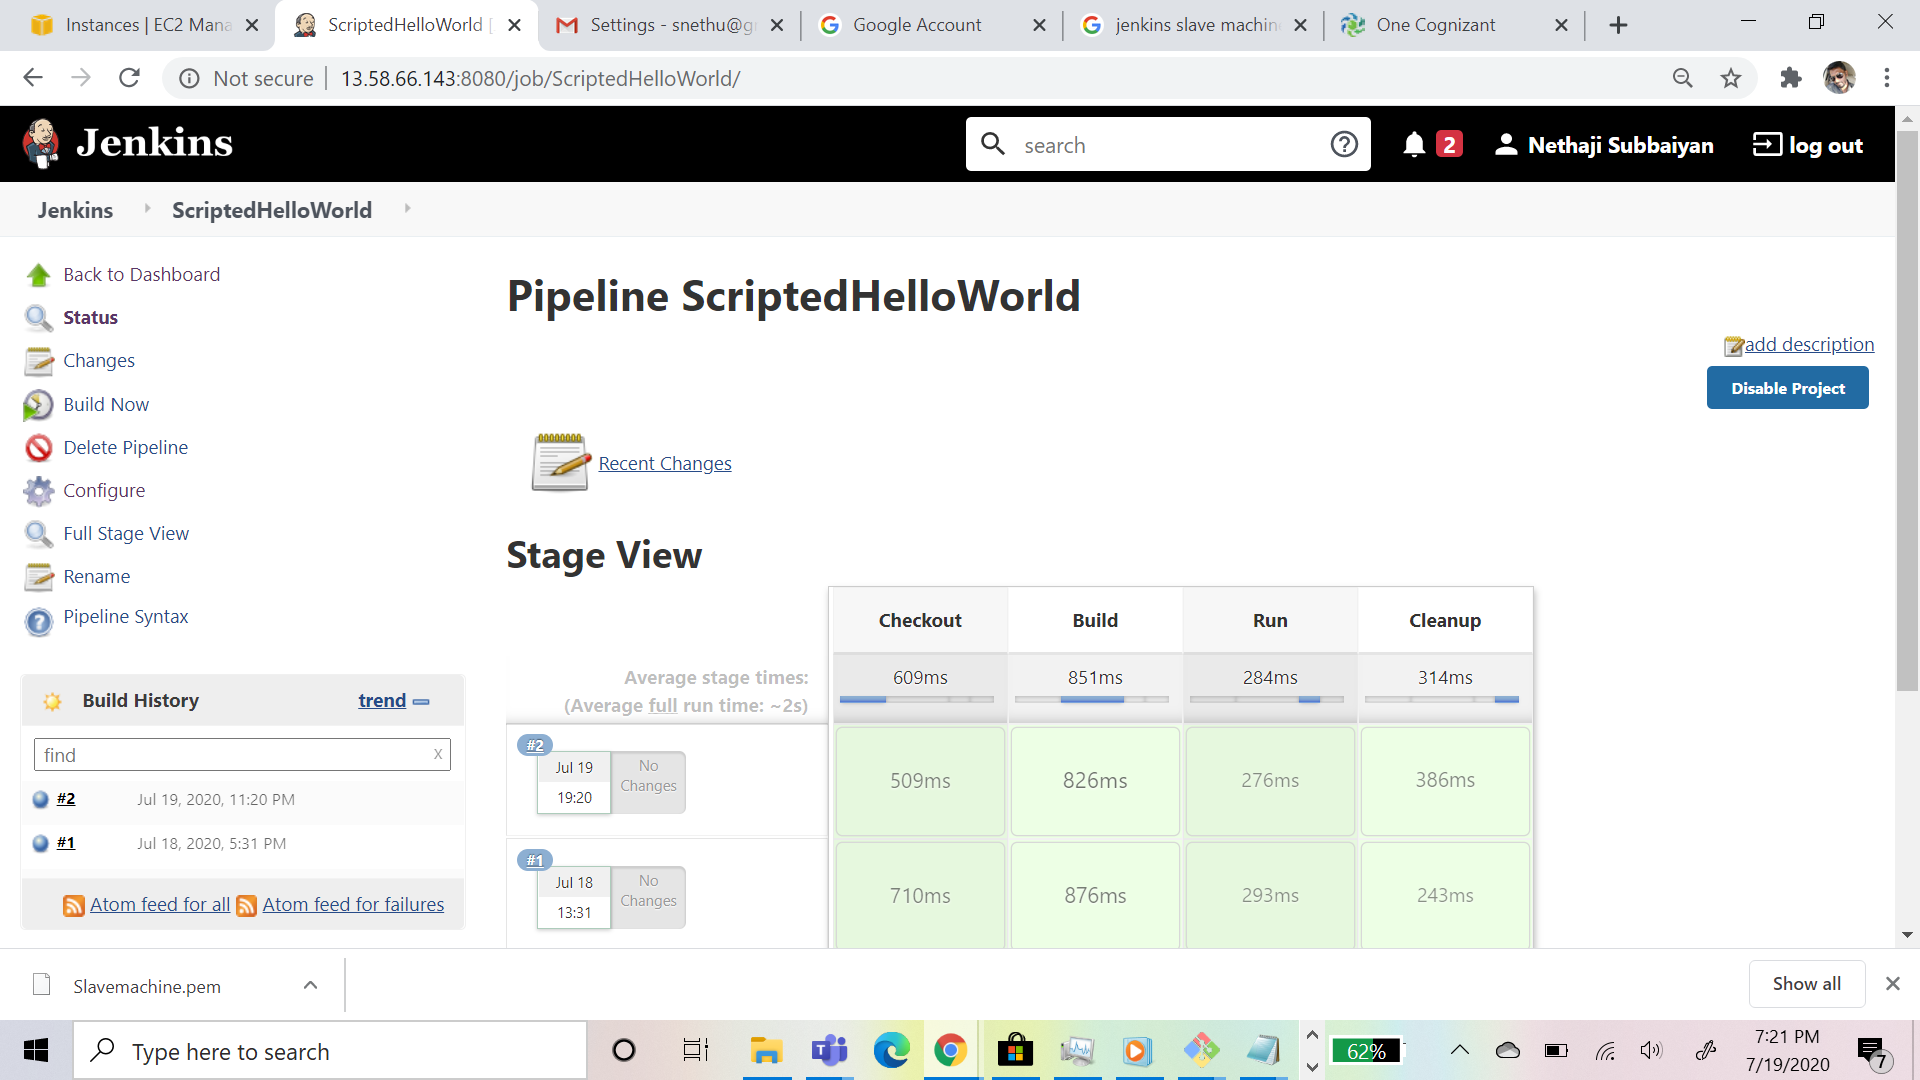 Instances | EC2 Mana
ScriptedHelloWorld [
Settings - snethu@g
Google Account
jenkins slave machin
One Cognizant
Not secure
13.58.66.143:8080/job/ScriptedHelloWorld/
Jenkins
search
2
Nethaji Subbaiyan
log out
Jenkins
ScriptedHelloWorld
Back to Dashboard
Status
Changes
Build Now
Delete Pipeline
Configure
Full Stage View
Rename
Pipeline Syntax
Build History
trend
find
x
#2 Jul 19, 2020, 11:20 PM
#1 Jul 18, 2020, 5:31 PM
Atom feed for all
Atom feed for failures
Pipeline ScriptedHelloWorld
add description
Disable Project
Recent Changes
Stage View
Checkout Build Run Cleanup
Average stage times:
(Average full run time: ~2s)
609ms 851ms 284ms 314ms
#2
Jul 19
19:20
No
Changes
509ms 826ms 276ms 386ms
#1
Jul 18
13:31
No
Changes
710ms 876ms 293ms 243ms
Slavemachine.pem
Show all
Type here to search
62%
7:21 PM
7/19/2020
7